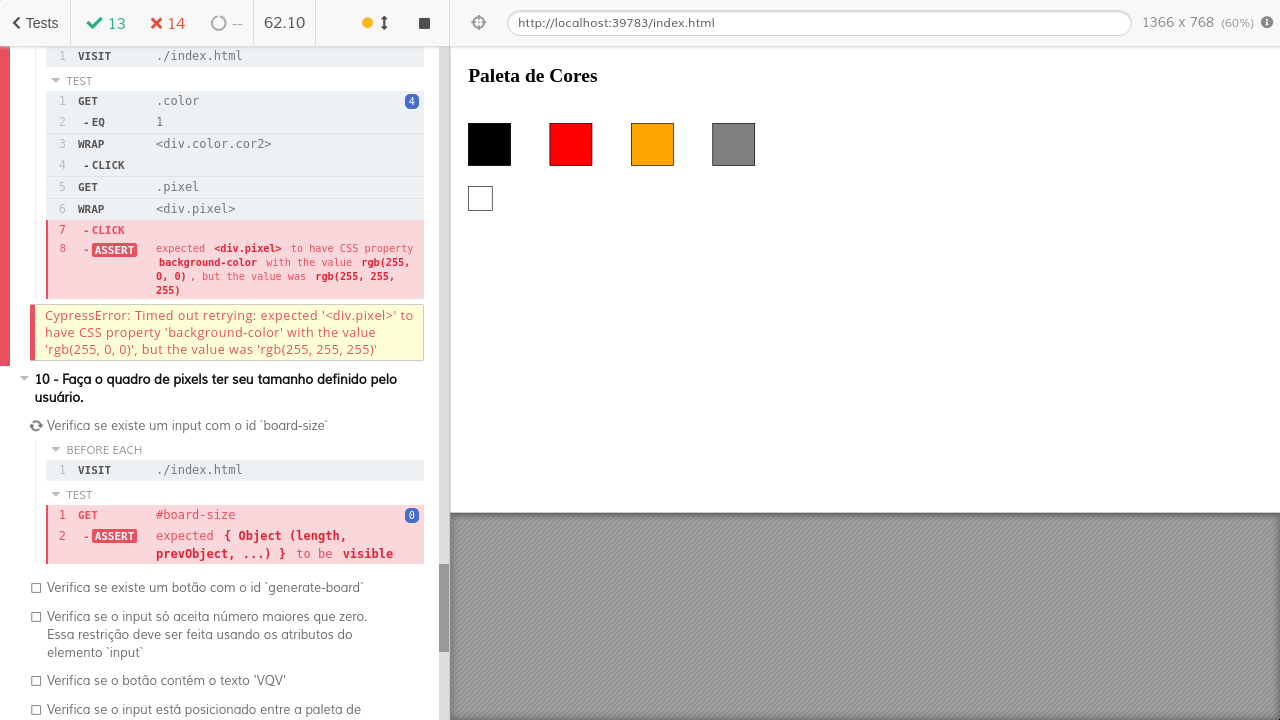 Tests 13 14 -- 62.10
http://localhost:39783/index.html 1366 x 768 (60%)
1 VISIT ./index.html
TEST
1 GET .color 4
2 - EQ 1
3 WRAP <div.color.cor2>
4 - CLICK
5 GET .pixel
6 WRAP <div.pixel>
7 - CLICK
8 - ASSERT expected <div.pixel> to have CSS property
background-color with the value rgb(255,
0, 0) , but the value was rgb(255, 255,
255)
CypressError: Timed out retrying: expected '<div.pixel>' to
have CSS property 'background-color' with the value
'rgb(255, 0, 0)', but the value was 'rgb(255, 255, 255)'
10 - Faça o quadro de pixels ter seu tamanho definido pelo
usuário.
Verifica se existe um input com o id `board-size`
BEFORE EACH
1 VISIT ./index.html
TEST
1 GET #board-size 0
2 - ASSERT expected { Object (length,
prevObject, ...) } to be visible
Verifica se existe um botão com o id `generate-board`
Verifica se o input só aceita número maiores que zero.
Essa restrição deve ser feita usando os atributos do
elemento `input`
Verifica se o botão contém o texto 'VQV'
Verifica se o input está posicionado entre a paleta de
Paleta de Cores